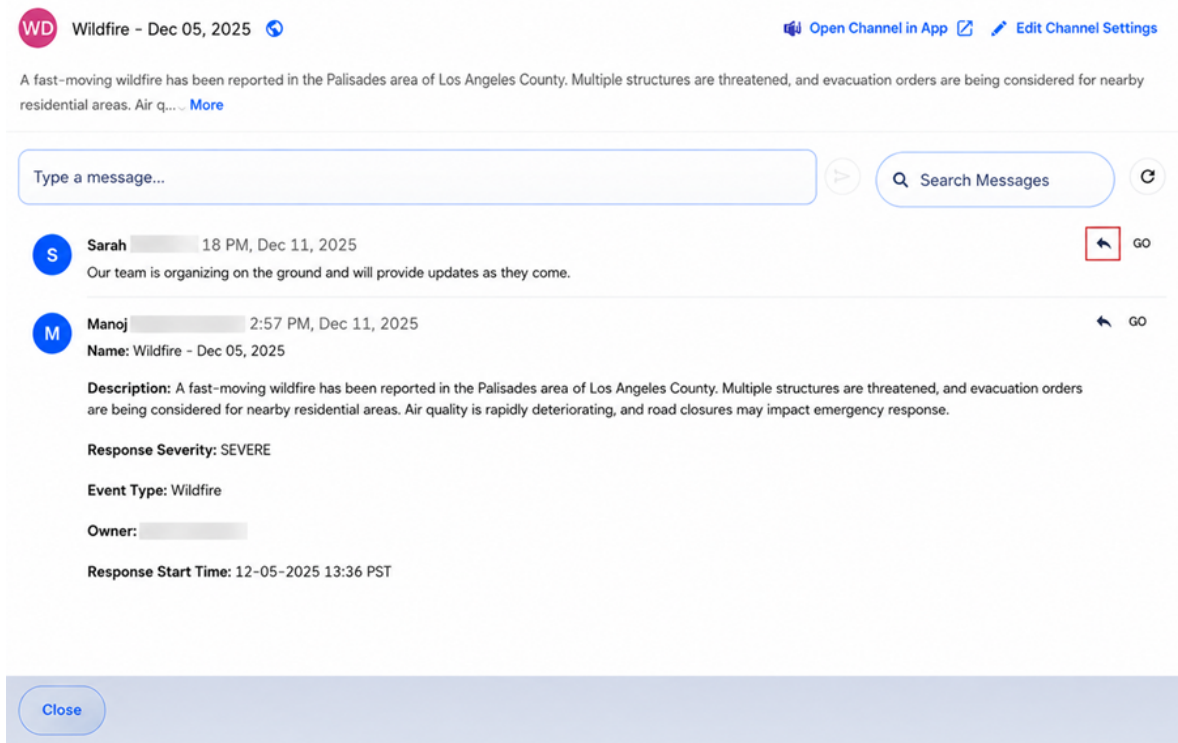 WD Wildfire - Dec 05, 2025 Open Channel in App Edit Channel Settings
A fast-moving wildfire has been reported in the Palisades area of Los Angeles County. Multiple structures are threatened, and evacuation orders are being considered for nearby
residential areas. Air q... More
Type a message... Search Messages
S Sarah 18 PM, Dec 11, 2025 GO
Our team is organizing on the ground and will provide updates as they come.
M Manoj 2:57 PM, Dec 11, 2025 GO
Name: Wildfire - Dec 05, 2025
Description: A fast-moving wildfire has been reported in the Palisades area of Los Angeles County. Multiple structures are threatened, and evacuation orders
are being considered for nearby residential areas. Air quality is rapidly deteriorating, and road closures may impact emergency response.
Response Severity: SEVERE
Event Type: Wildfire
Owner:
Response Start Time: 12-05-2025 13:36 PST
Close